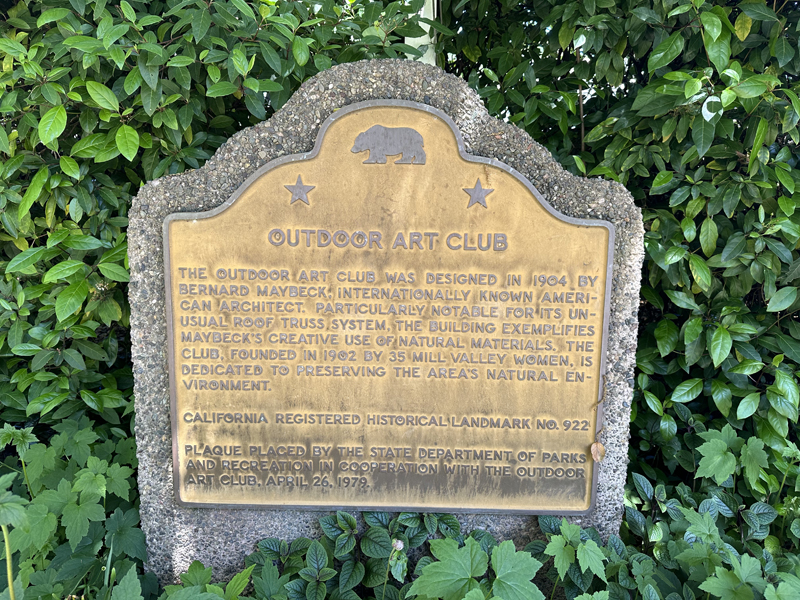 OUTDOOR ART CLUB
THE OUTDOOR ART CLUB WAS DESIGNED IN 1904 BY
BERNARD MAYBECK, INTERNATIONALLY KNOWN AMERI-
CAN ARCHITECT. PARTICULARLY NOTABLE FOR ITS UN-
USUAL ROOF TRUSS SYSTEM, THE BUILDING EXEMPLIFIES
MAYBECK'S CREATIVE USE OF NATURAL MATERIALS. THE
CLUB, FOUNDED IN 1902 BY 35 MILL VALLEY WOMEN, IS
DEDICATED TO PRESERVING THE AREA'S NATURAL EN-
VIRONMENT.
CALIFORNIA REGISTERED HISTORICAL LANDMARK NO. 922
PLAQUE PLACED BY THE STATE DEPARTMENT OF PARKS
AND RECREATION IN COOPERATION WITH THE OUTDOOR
ART CLUB, APRIL 26, 1979.